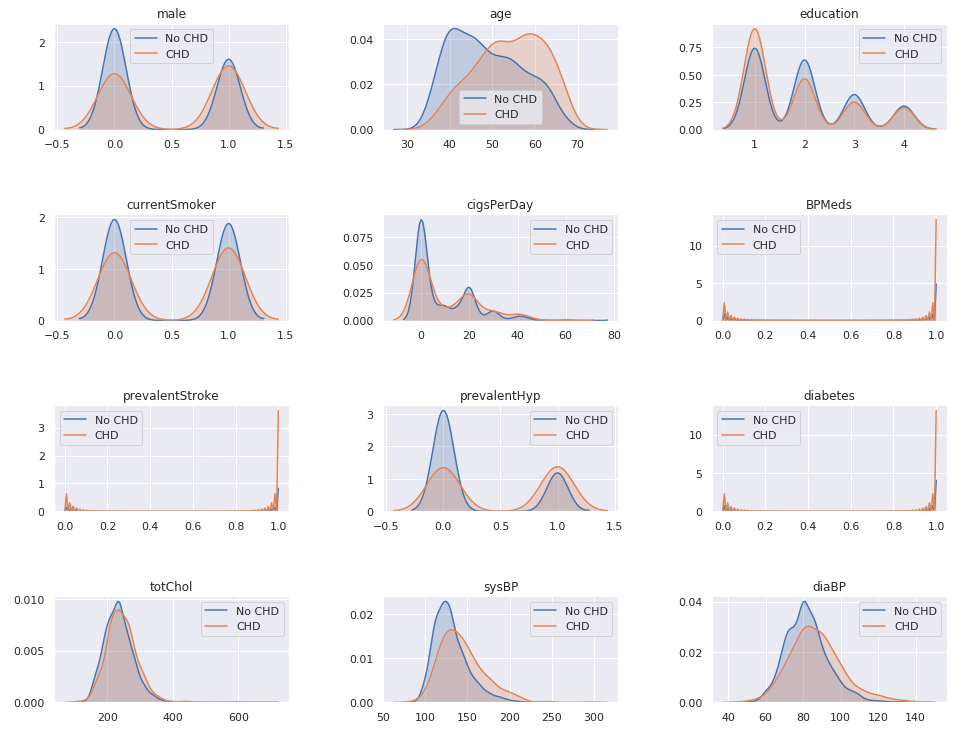 male
2
1
0
−0.5 0.0 0.5 1.0 1.5
No CHD
CHD
age
0.04
0.02
0.00
30 40 50 60 70
No CHD
CHD
education
0.75
0.50
0.25
0.00
1 2 3 4
No CHD
CHD
currentSmoker
2
1
0
−0.5 0.0 0.5 1.0 1.5
No CHD
CHD
cigsPerDay
0.075
0.050
0.025
0.000
0 20 40 60 80
No CHD
CHD
BPMeds
10
5
0
0.0 0.2 0.4 0.6 0.8 1.0
No CHD
CHD
prevalentStroke
3
2
1
0
0.0 0.2 0.4 0.6 0.8 1.0
No CHD
CHD
prevalentHyp
3
2
1
0
−0.5 0.0 0.5 1.0 1.5
No CHD
CHD
diabetes
10
5
0
0.0 0.2 0.4 0.6 0.8 1.0
No CHD
CHD
totChol
0.010
0.005
0.000
200 400 600
No CHD
CHD
sysBP
0.02
0.01
0.00
50 100 150 200 250 300
No CHD
CHD
diaBP
0.04
0.02
0.00
40 60 80 100 120 140
No CHD
CHD